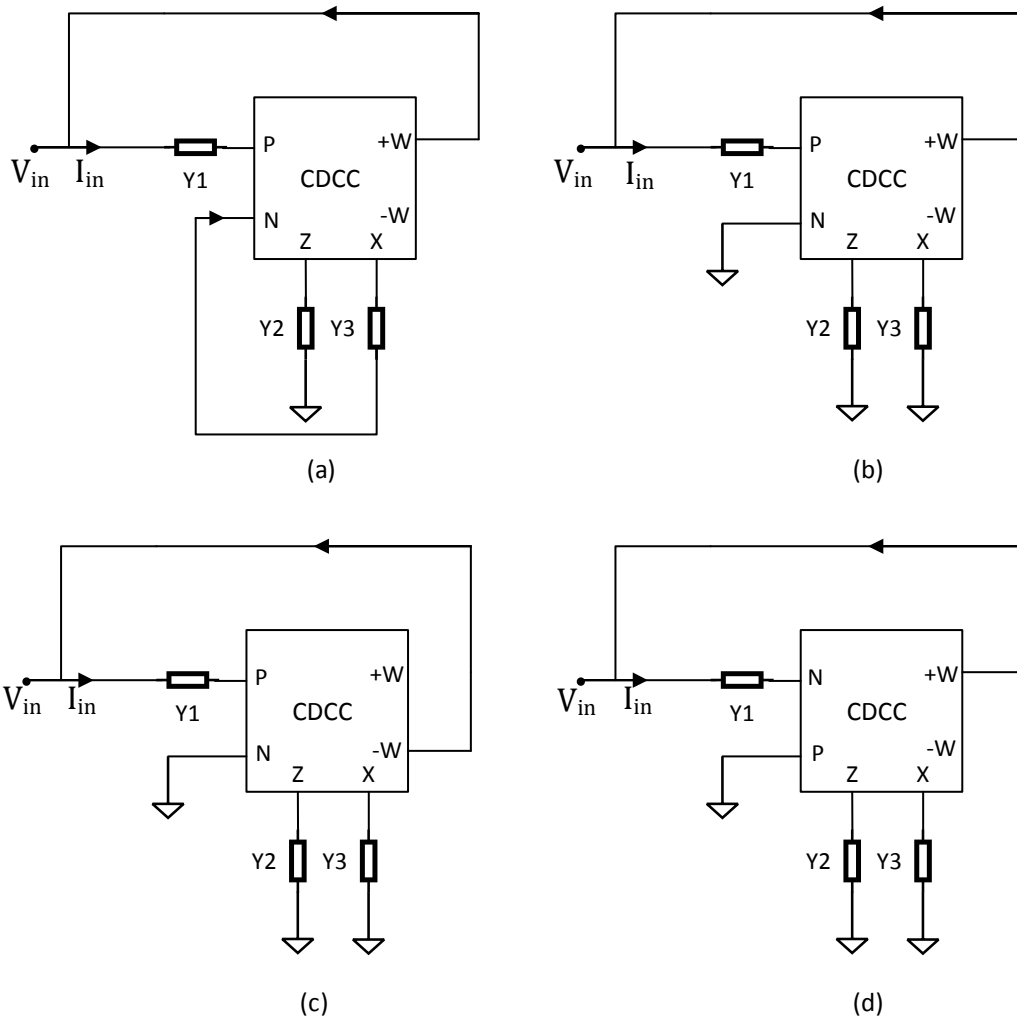 P
+W
V_in
I_in
Y1
CDCC
N
-W
Z
X
Y2
Y3
(a)
P
+W
V_in
I_in
Y1
CDCC
N
-W
Z
X
Y2
Y3
(b)
P
+W
V_in
I_in
Y1
CDCC
N
-W
Z
X
Y2
Y3
(c)
N
+W
V_in
I_in
Y1
CDCC
P
-W
Z
X
Y2
Y3
(d)